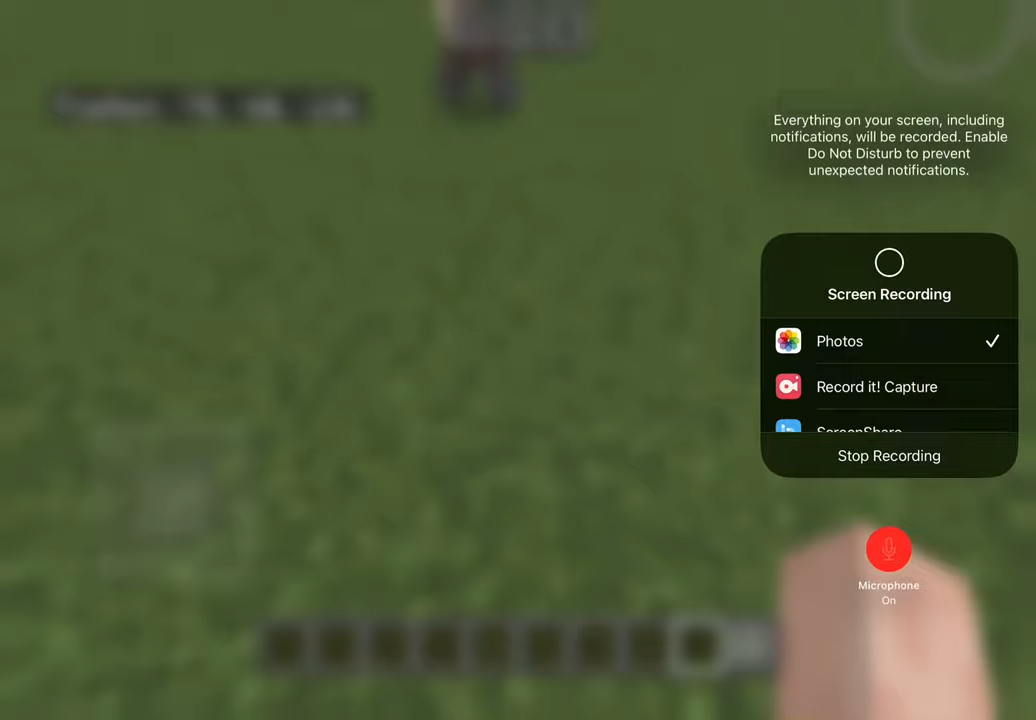 Everything on your screen, including
notifications, will be recorded. Enable
Do Not Disturb to prevent
unexpected notifications.
Screen Recording
Photos
Record it! Capture
ScreenShare
Stop Recording
Microphone
On